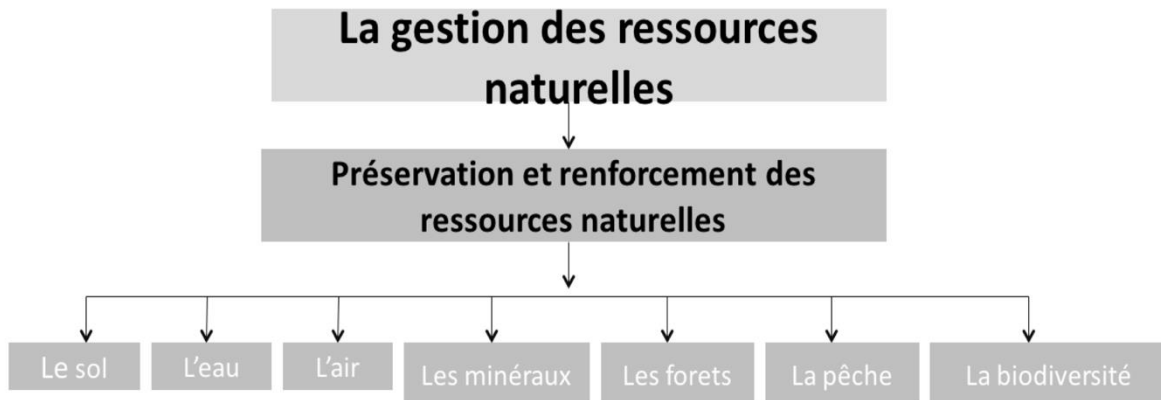 La gestion des ressources
naturelles
Préservation et renforcement des
ressources naturelles
Le sol
L'eau
L'air
Les minéraux
Les forets
La pêche
La biodiversité